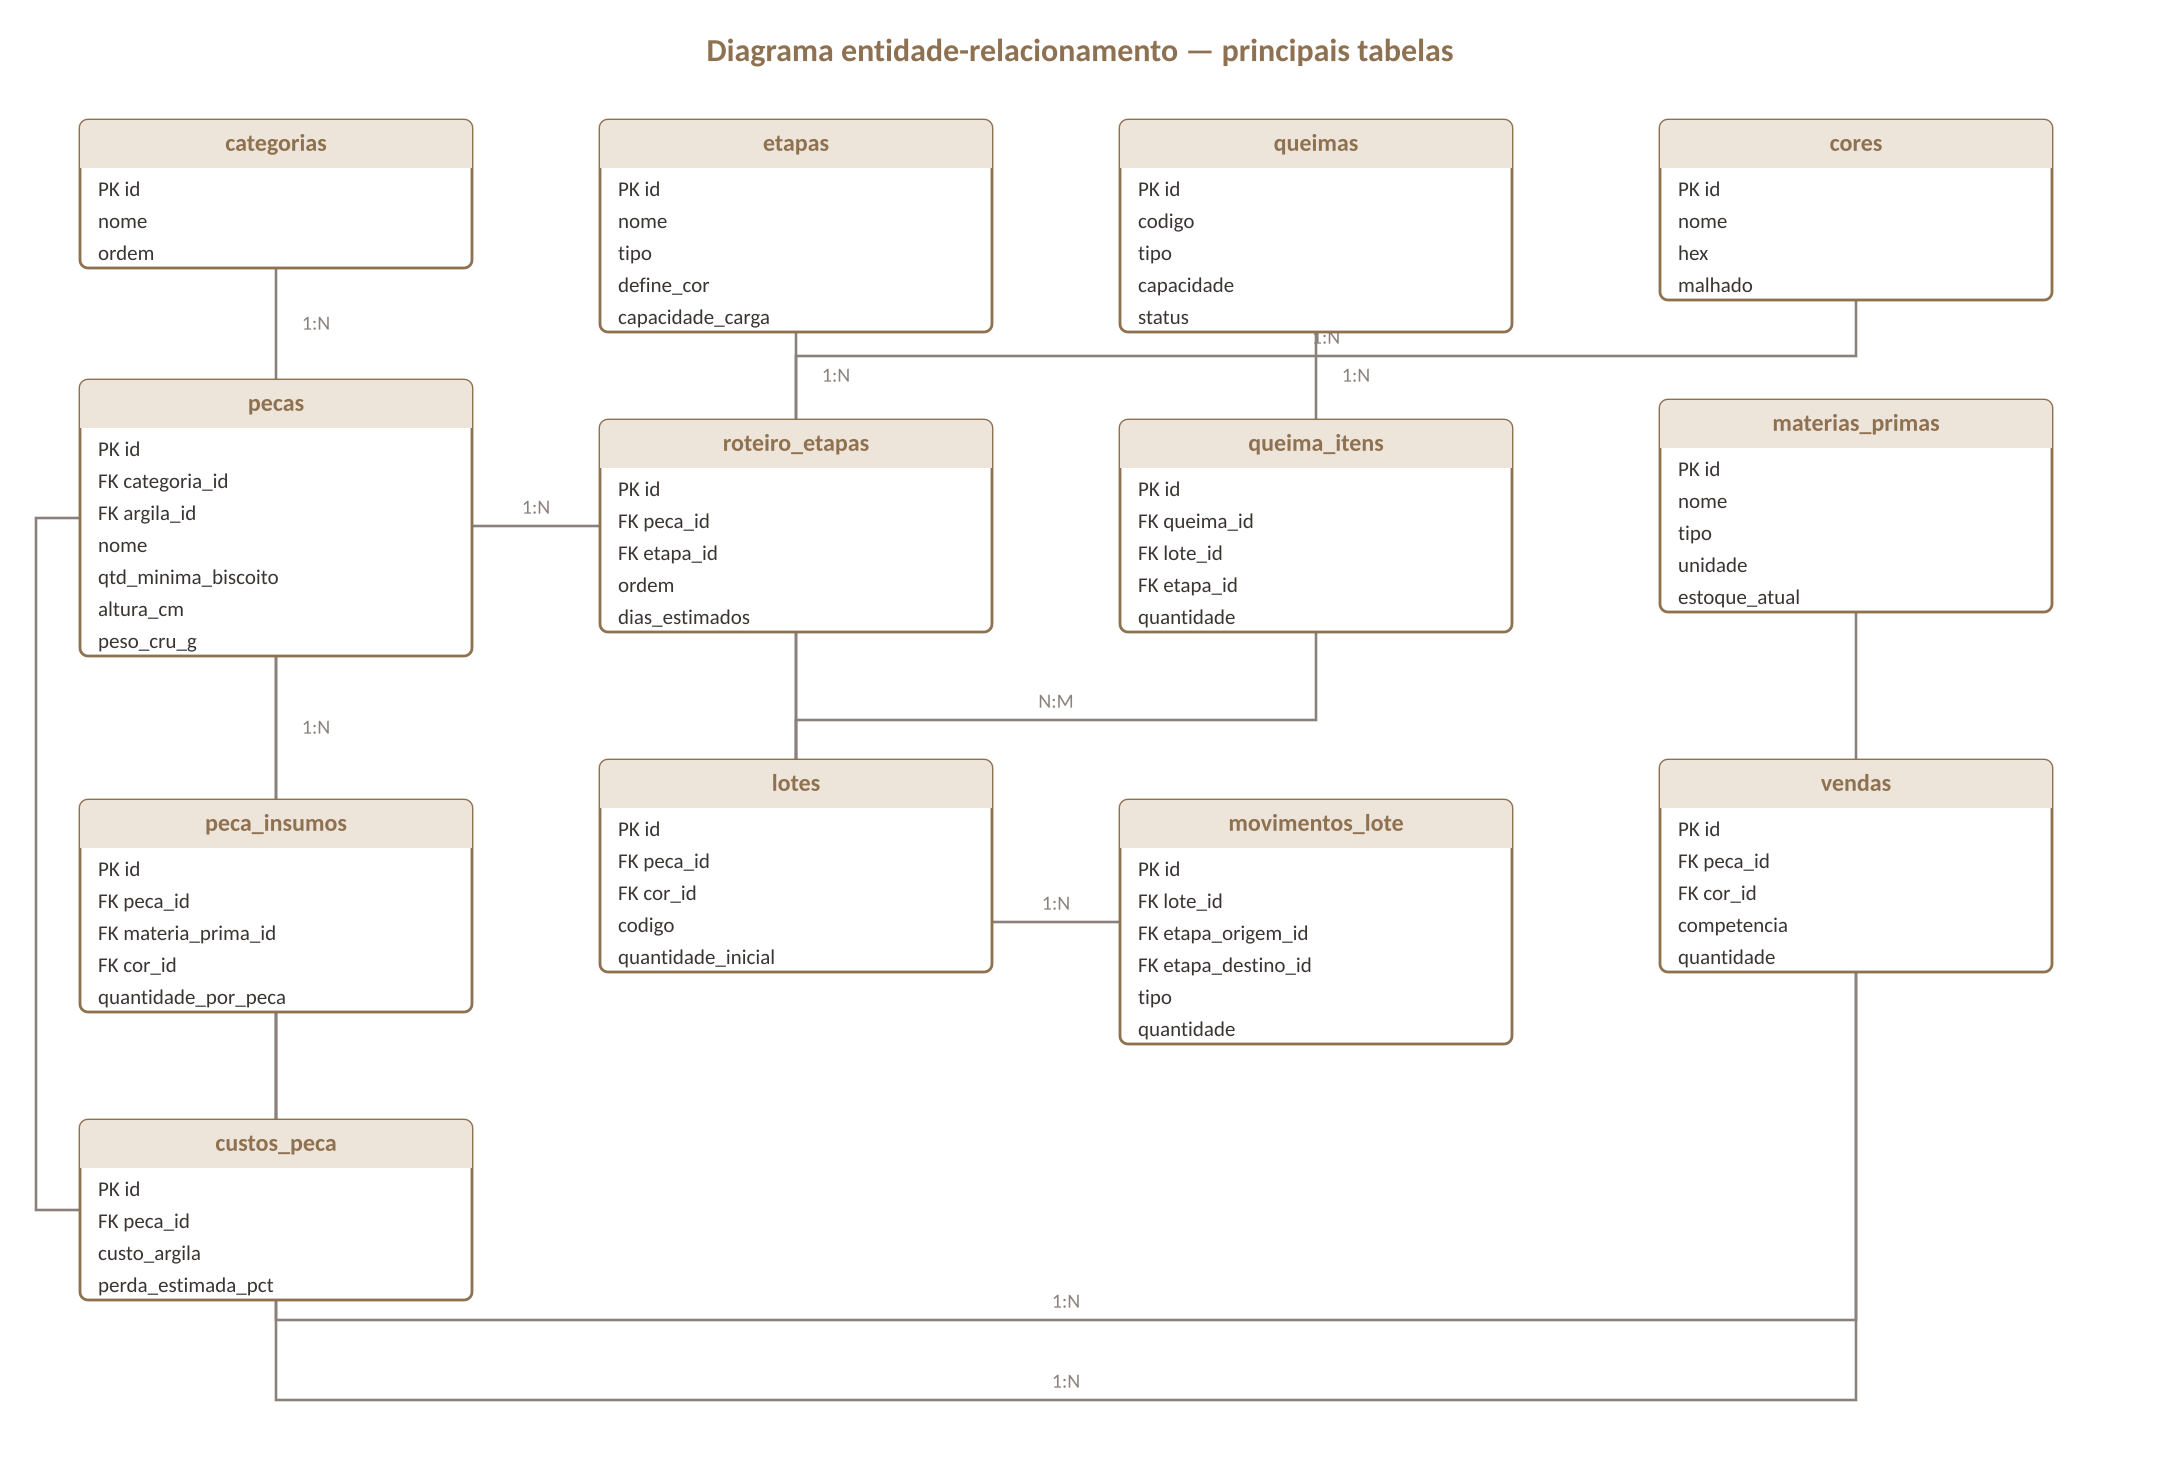 Diagrama entidade-relacionamento — principais tabelas
categorias
PK id
nome
ordem
etapas
PK id
nome
tipo
define_cor
capacidade_carga
queimas
PK id
codigo
tipo
capacidade
status
cores
PK id
nome
hex
malhado
1:N
1:N
1:N
1:N
pecas
PK id
FK categoria_id
FK argila_id
nome
qtd_minima_biscoito
altura_cm
peso_cru_g
1:N
roteiro_etapas
PK id
FK peca_id
FK etapa_id
ordem
dias_estimados
queima_itens
PK id
FK queima_id
FK lote_id
FK etapa_id
quantidade
materias_primas
PK id
nome
tipo
unidade
estoque_atual
1:N
N:M
peca_insumos
PK id
FK peca_id
FK materia_prima_id
FK cor_id
quantidade_por_peca
lotes
PK id
FK peca_id
FK cor_id
codigo
quantidade_inicial
1:N
movimentos_lote
PK id
FK lote_id
FK etapa_origem_id
FK etapa_destino_id
tipo
quantidade
vendas
PK id
FK peca_id
FK cor_id
competencia
quantidade
custos_peca
PK id
FK peca_id
custo_argila
perda_estimada_pct
1:N
1:N